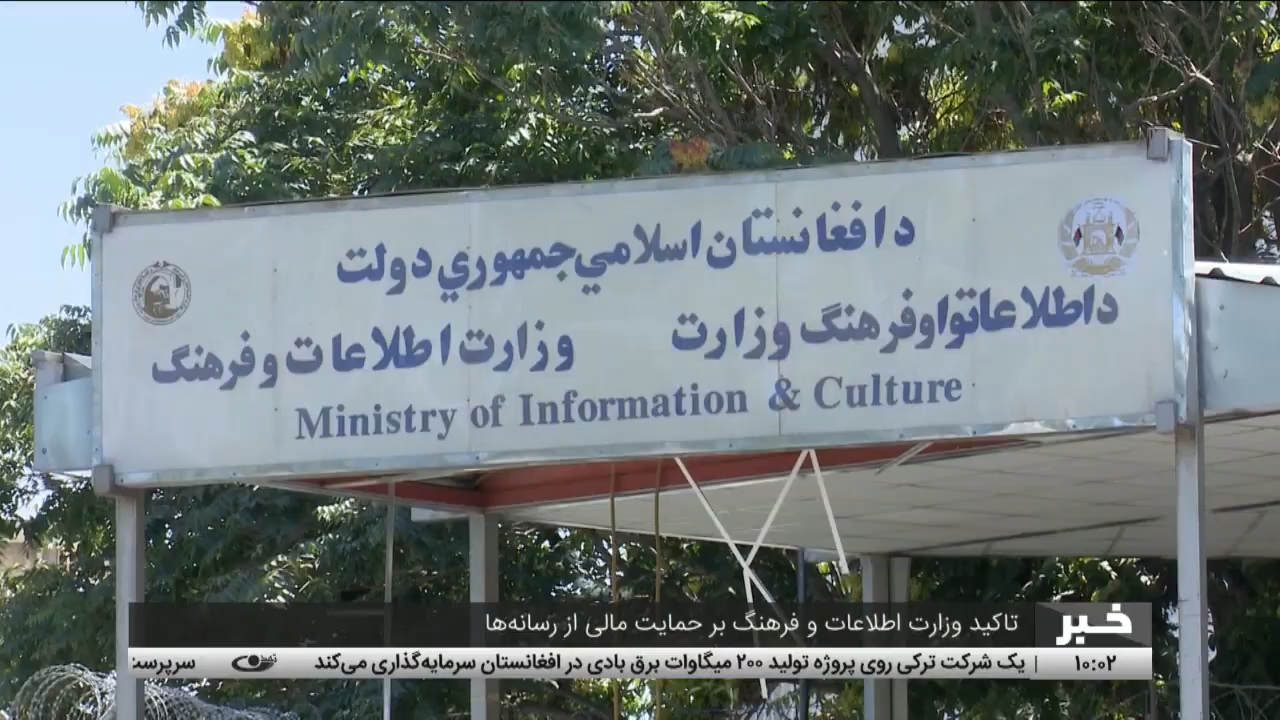 د افغانستان اسلامي جمهوري دولت
د اطلاعاتو او فرهنگ وزارت
وزارت اطلاعات و فرهنگ
Ministry of Information & Culture
خبر
تاکید وزارت اطلاعات و فرهنگ بر حمایت مالی از رسانه‌ها
۱۰:۰۲
یک شرکت ترکی روی پروژه تولید ۲۰۰ میگاوات برق بادی در افغانستان سرمایه‌گذاری می‌کند
سرپرست